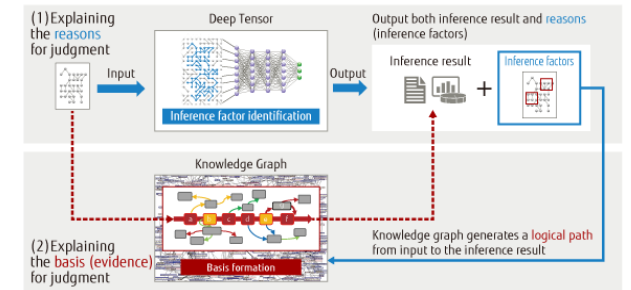 (1) Explaining
the reasons
for judgment
Deep Tensor
Output both inference result and reasons
(inference factors)
Input
Inference factor identification
Output
Inference result
+
Inference factors
Knowledge Graph
a
c
d
f
Basis formation
(2) Explaining
the basis (evidence)
for judgment
Knowledge graph generates a logical path
from input to the inference result